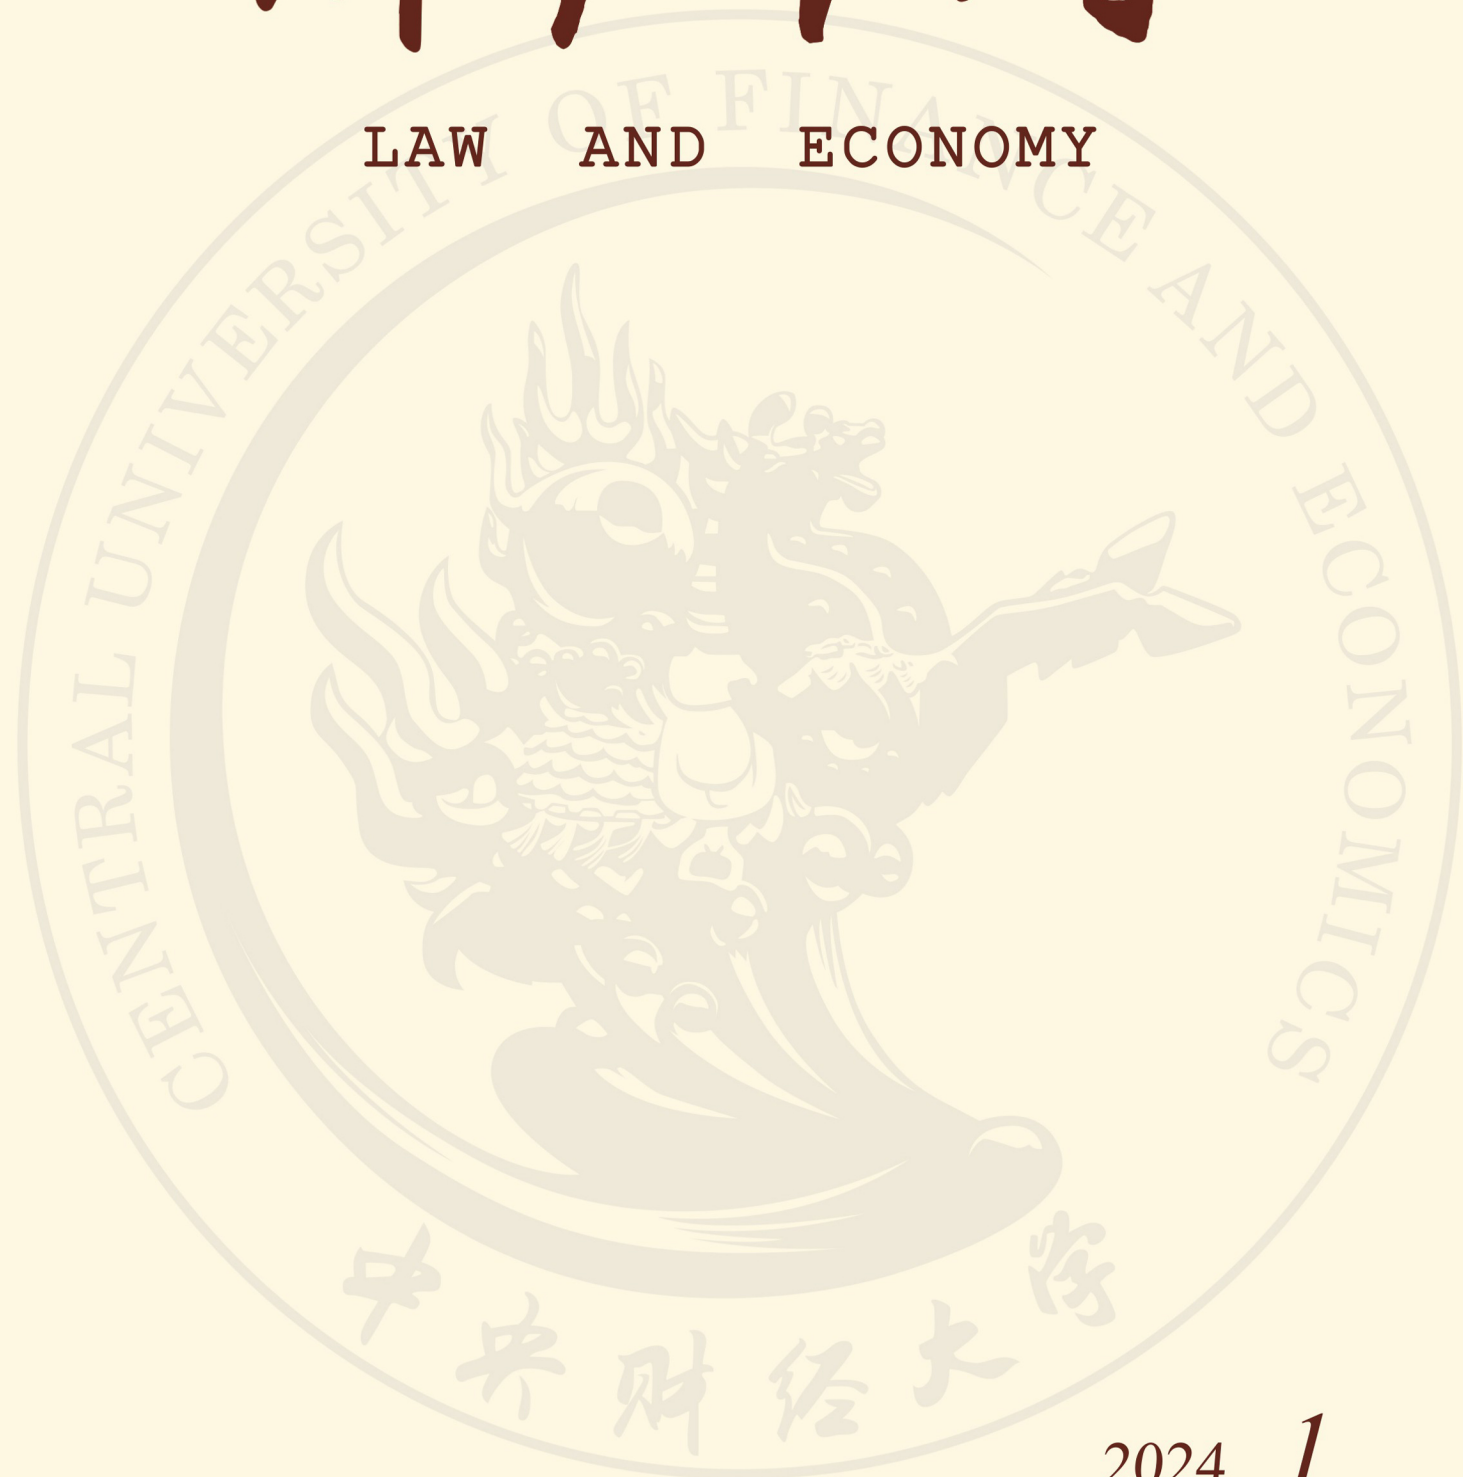 LAW AND ECONOMY
CENTRAL UNIVERSITY OF FINANCE AND ECONOMICS
中央财经大学
2024 1